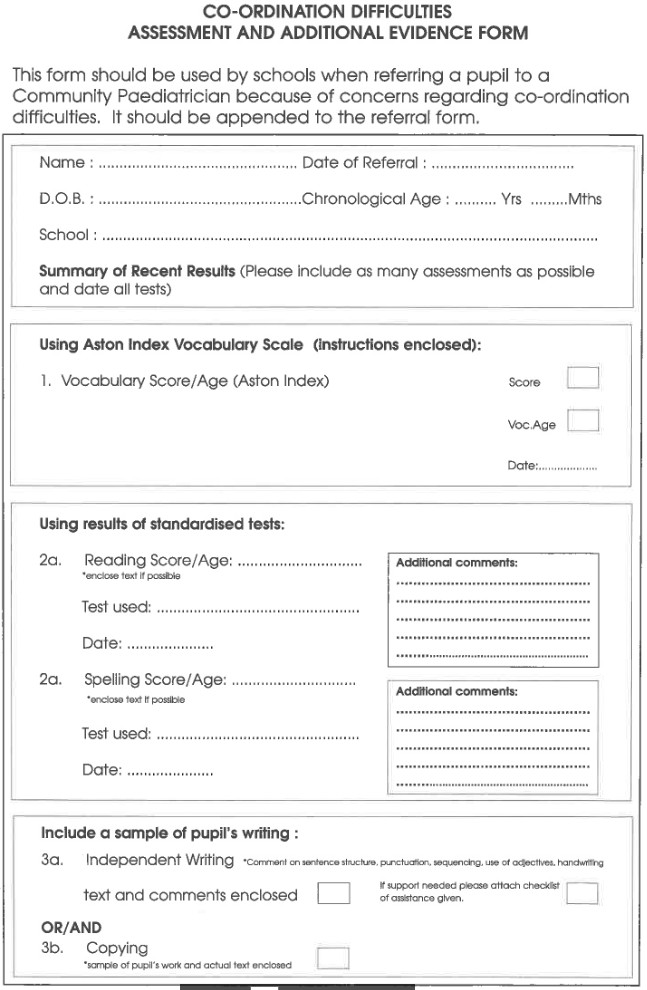 CO-ORDINATION DIFFICULTIES
ASSESSMENT AND ADDITIONAL EVIDENCE FORM
This form should be used by schools when referring a pupil to a
Community Paediatrician because of concerns regarding co-ordination
difficulties. It should be appended to the referral form.
Name : ................................................ Date of Referral : ..................................
D.O.B. : .................................................Chronological Age : .......... Yrs .........Mths
School : ........................................................................................................................
Summary of Recent Results (Please include as many assessments as possible
and date all tests)
Using Aston Index Vocabulary Scale (instructions enclosed):
1. Vocabulary Score/Age (Aston Index) Score
Voc.Age
Date:...................
Using results of standardised tests:
2a. Reading Score/Age: ..............................
*enclose text if possible
Test used: .................................................
Date: .....................
Additional comments:
2a. Spelling Score/Age: ..............................
*enclose text if possible
Test used: .................................................
Date: .....................
Additional comments:
Include a sample of pupil's writing :
3a. Independent Writing *Comment on sentence structure, punctuation, sequencing, use of adjectives, handwriting
text and comments enclosed
If support needed please attach checklist
of assistance given.
OR/AND
3b. Copying
*sample of pupil's work and actual text enclosed